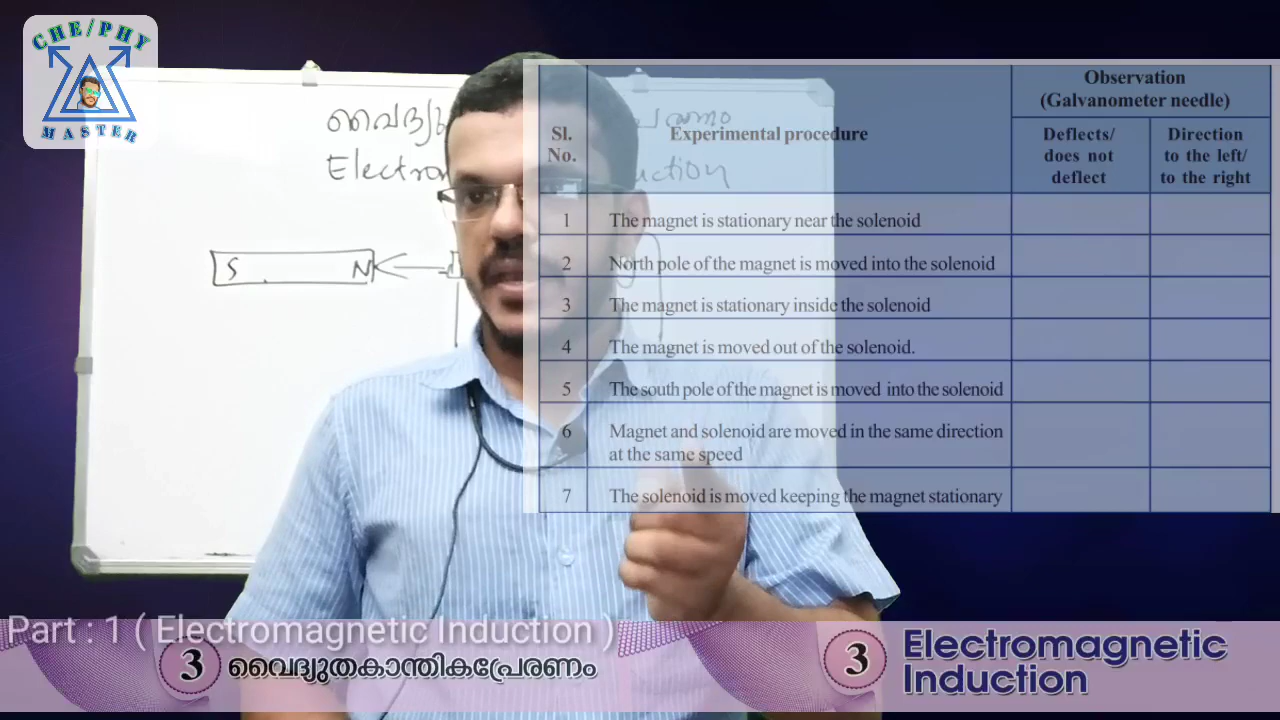 CHE/PHY
MASTER
Electron
uction
S
N
Sl.
No.
Experimental procedure
Observation
(Galvanometer needle)
Deflects/
does not
deflect
Direction
to the left/
to the right
1 The magnet is stationary near the solenoid
2 North pole of the magnet is moved into the solenoid
3 The magnet is stationary inside the solenoid
4 The magnet is moved out of the solenoid.
5 The south pole of the magnet is moved into the solenoid
6 Magnet and solenoid are moved in the same direction
at the same speed
7 The solenoid is moved keeping the magnet stationary
Part : 1 ( Electromagnetic Induction )
3 വൈദ്യുതകാന്തികപ്രേരണം
3 Electromagnetic
Induction